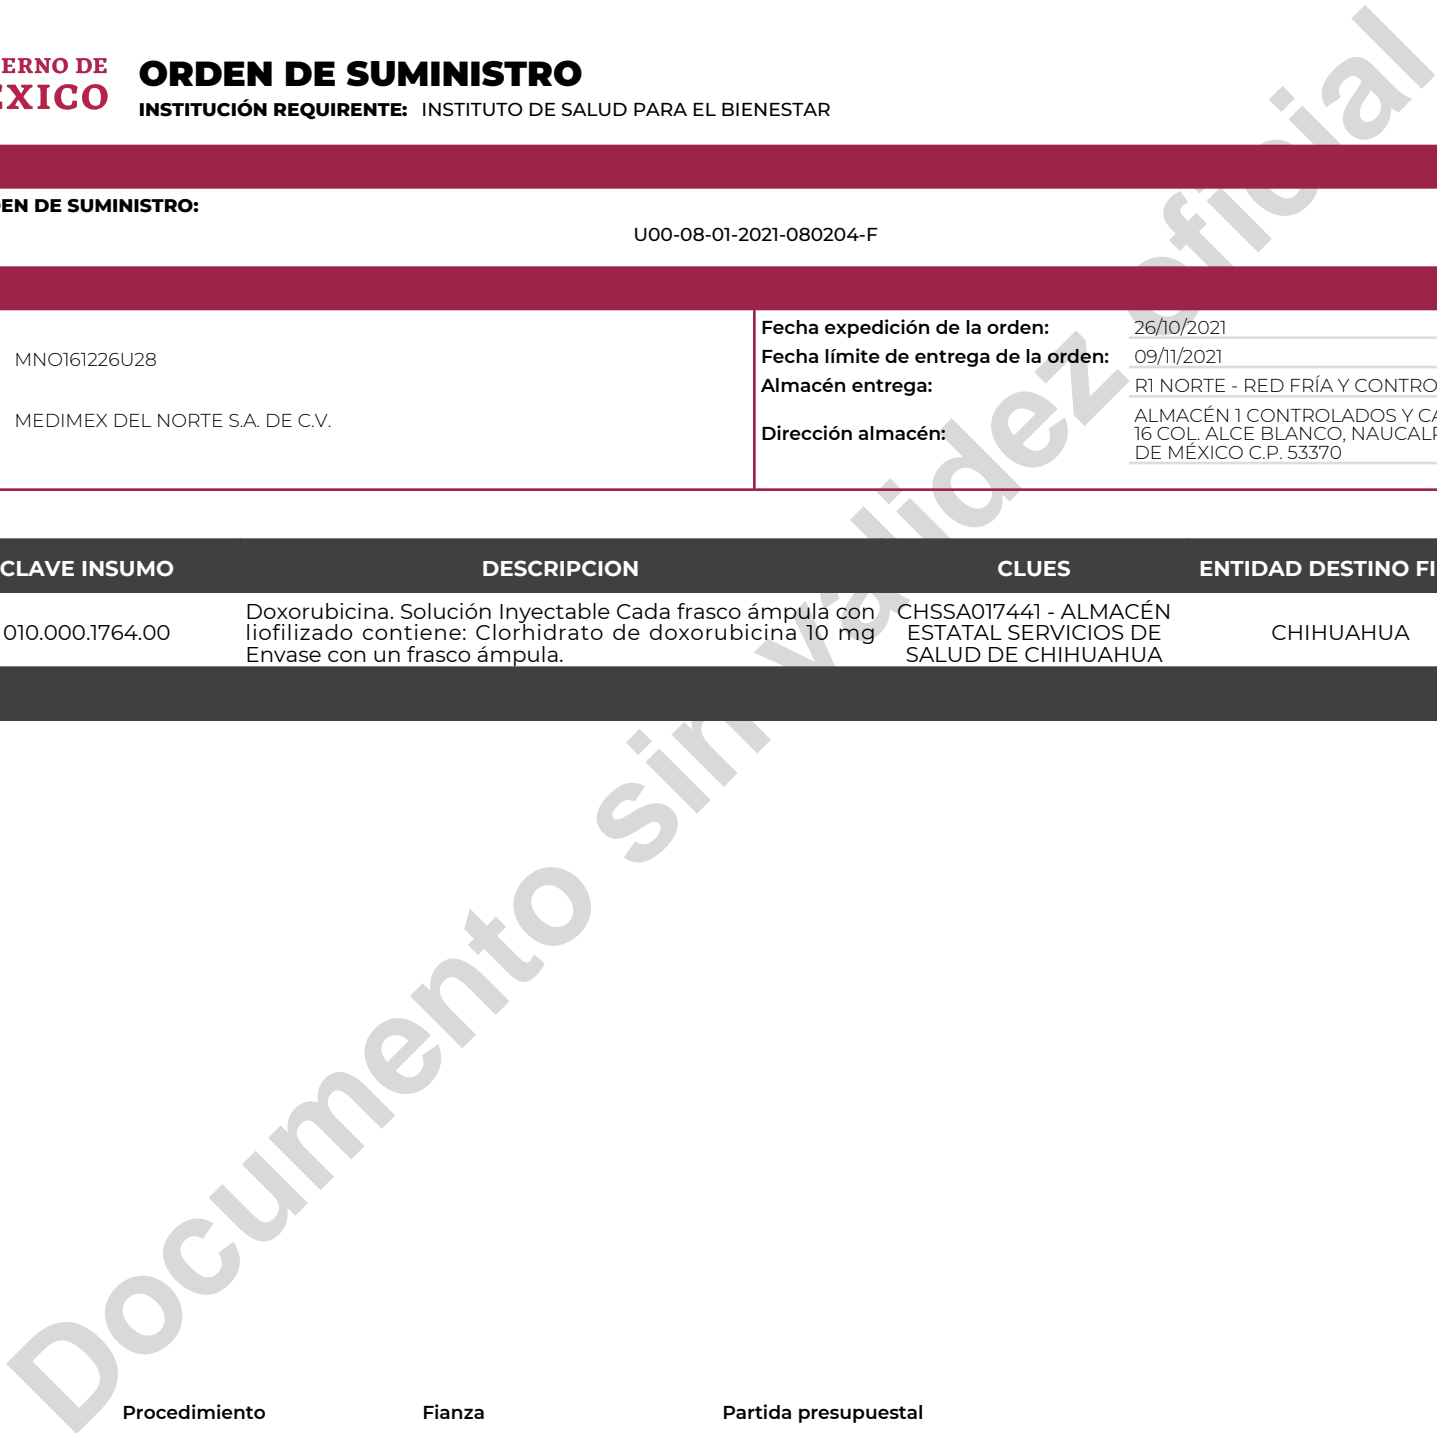 ERNO DE
ÉXICO
ORDEN DE SUMINISTRO
INSTITUCIÓN REQUIRENTE: INSTITUTO DE SALUD PARA EL BIENESTAR
EN DE SUMINISTRO:
U00-08-01-2021-080204-F
MNO161226U28
MEDIMEX DEL NORTE S.A. DE C.V.
Fecha expedición de la orden: 26/10/2021
Fecha límite de entrega de la orden: 09/11/2021
Almacén entrega: R1 NORTE - RED FRÍA Y CONTRO
Dirección almacén:
ALMACÉN 1 CONTROLADOS Y CA
16 COL. ALCE BLANCO, NAUCALP
DE MÉXICO C.P. 53370
CLAVE INSUMO DESCRIPCION CLUES ENTIDAD DESTINO FI
010.000.1764.00
Doxorubicina. Solución Inyectable Cada frasco ámpula con
liofilizado contiene: Clorhidrato de doxorubicina 10 mg
Envase con un frasco ámpula.
CHSSA017441 - ALMACÉN
ESTATAL SERVICIOS DE
SALUD DE CHIHUAHUA
CHIHUAHUA
Documento sin validez oficial
Procedimiento Fianza Partida presupuestal